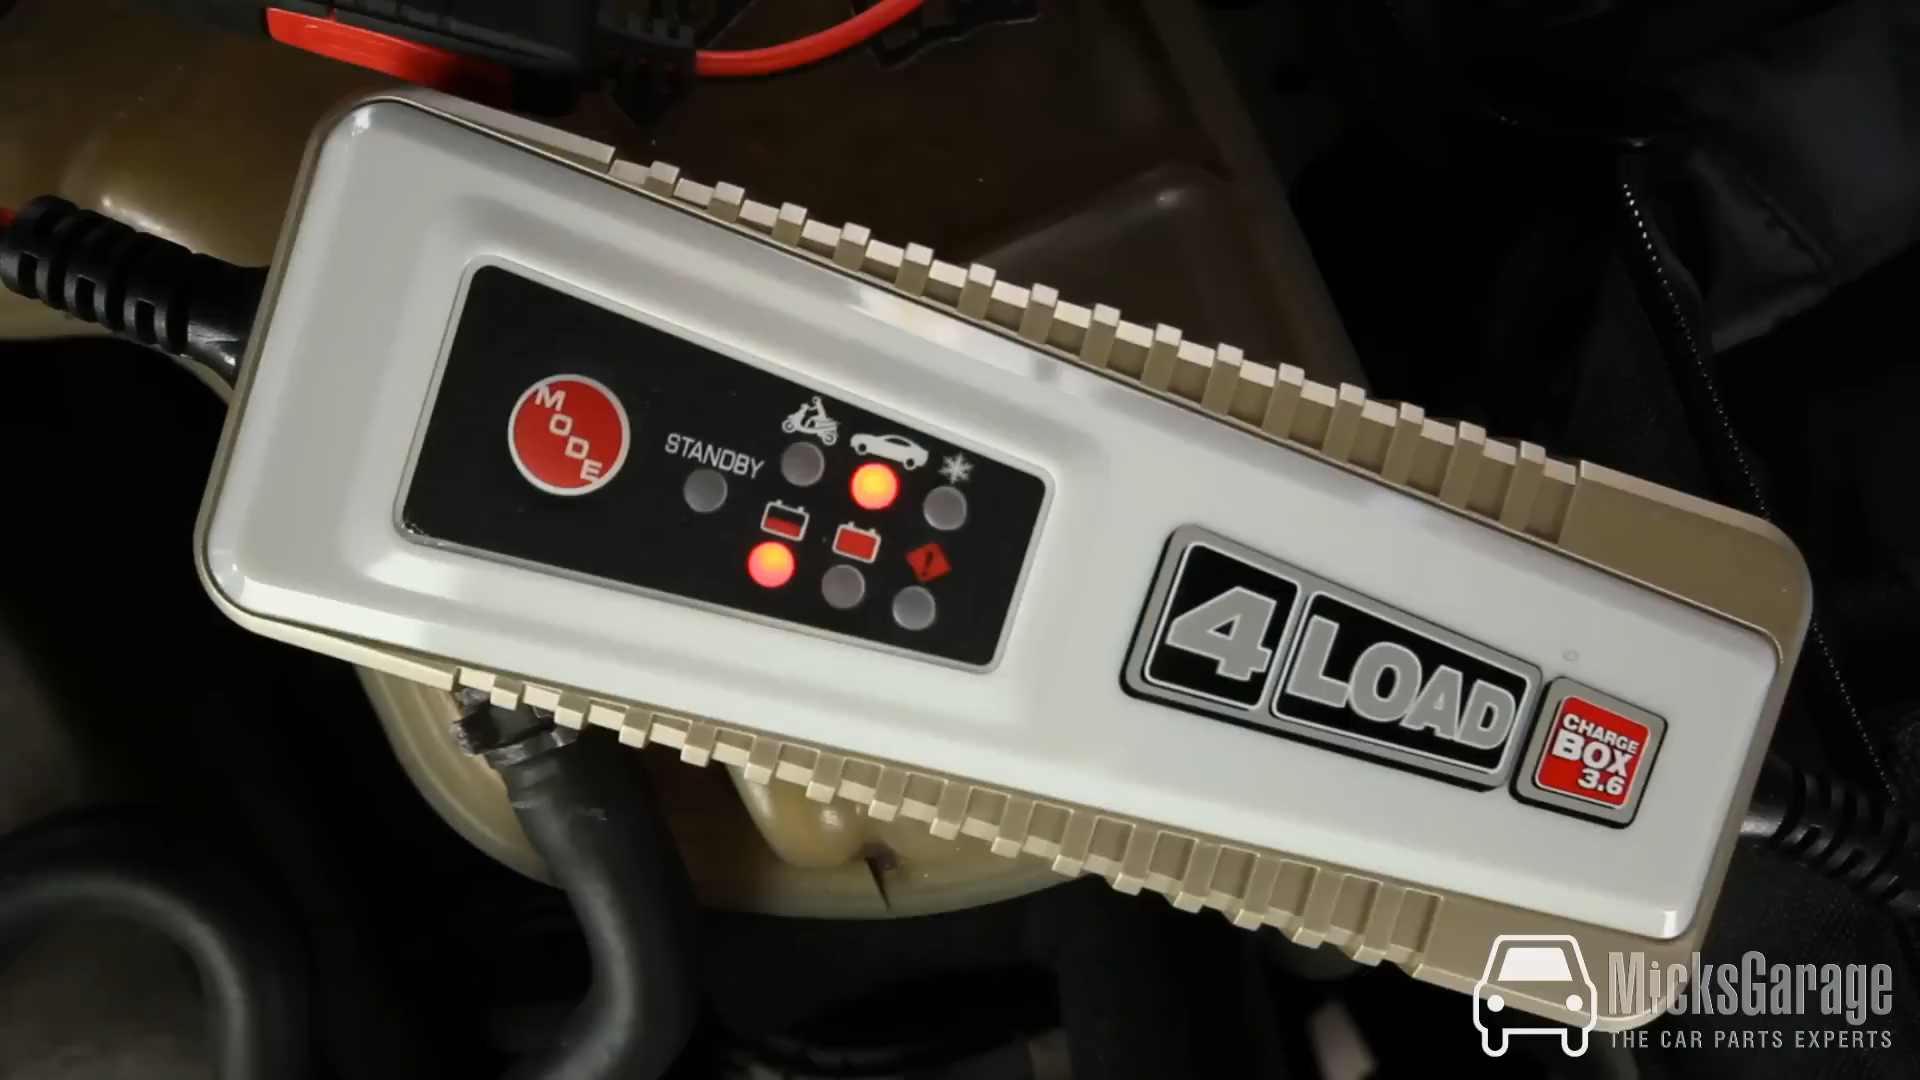 MODE
STANDBY
4 LOAD
CHARGE
BOX
3.6
MicksGarage
THE CAR PARTS EXPERTS